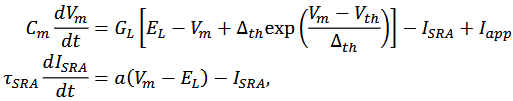 C_m dV_m/dt = G_L [E_L − V_m + Δ_th exp((V_m − V_th)/Δ_th)] − I_SRA + I_app
τ_SRA dI_SRA/dt = a(V_m − E_L) − I_SRA,